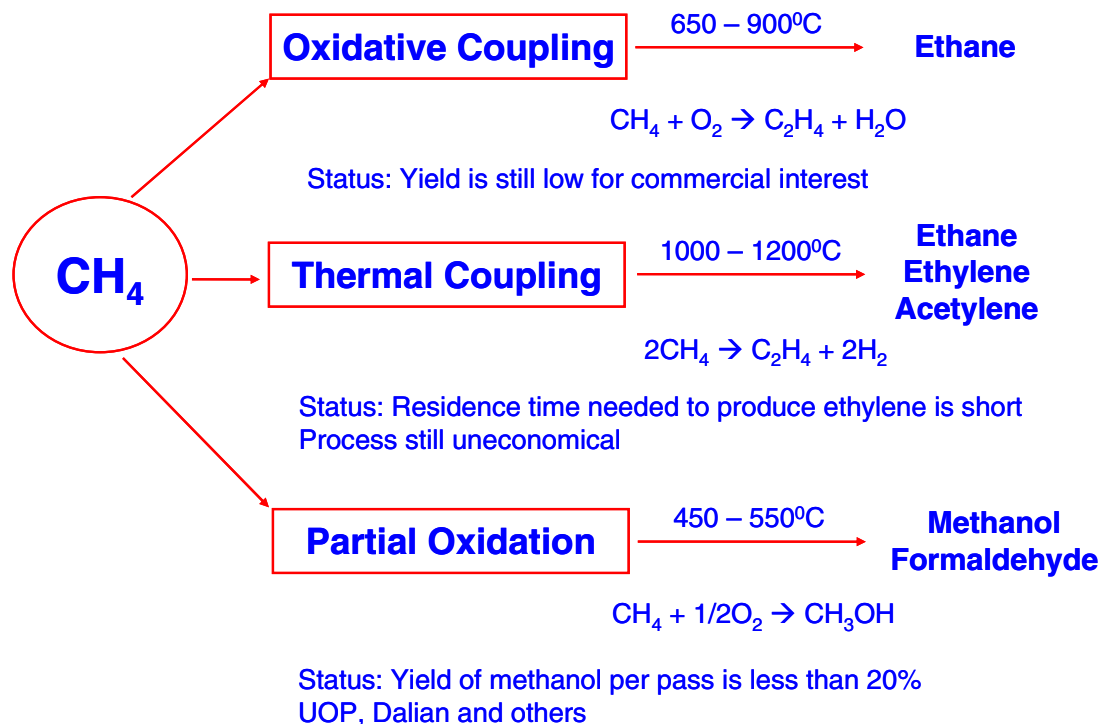 650 – 900⁰C
Oxidative Coupling
Ethane
CH₄ + O₂ → C₂H₄ + H₂O
Status: Yield is still low for commercial interest
CH₄
1000 – 1200⁰C
Thermal Coupling
Ethane
Ethylene
Acetylene
2CH₄ → C₂H₄ + 2H₂
Status: Residence time needed to produce ethylene is short
Process still uneconomical
450 – 550⁰C
Partial Oxidation
Methanol
Formaldehyde
CH₄ + 1/2O₂ → CH₃OH
Status: Yield of methanol per pass is less than 20%
UOP, Dalian and others